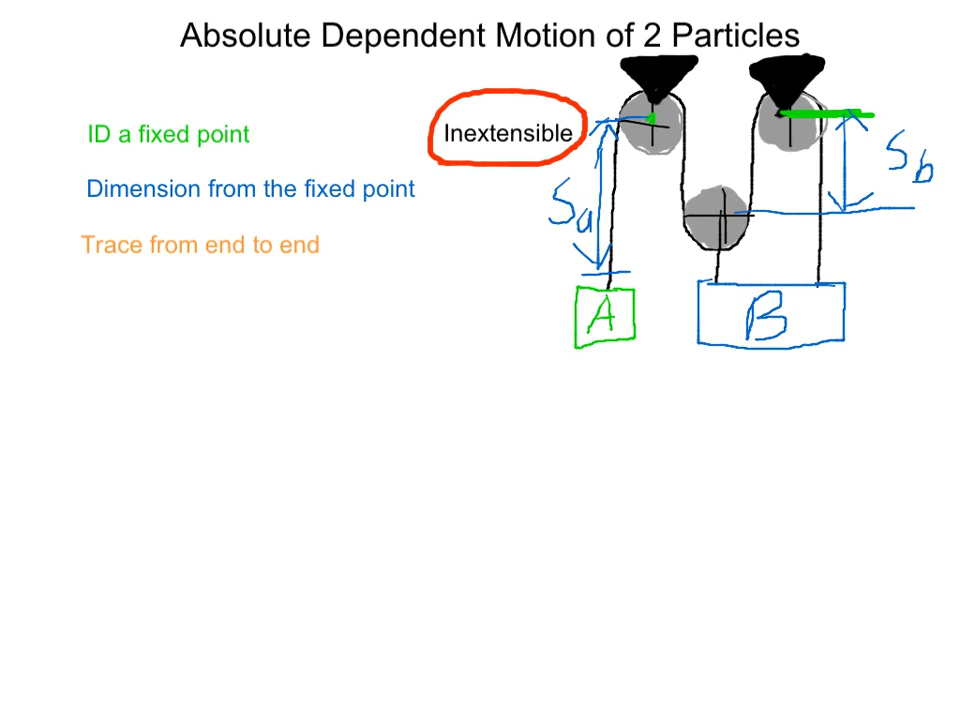 Absolute Dependent Motion of 2 Particles
ID a fixed point
Inextensible
Dimension from the fixed point
Trace from end to end
Sa
Sb
A
B